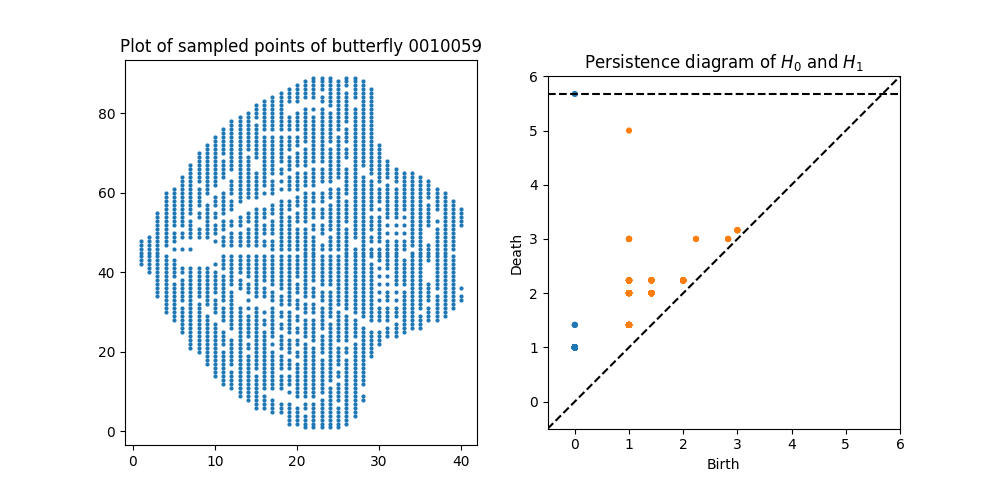 Plot of sampled points of butterfly 0010059
80
60
40
20
0
0 10 20 30 40
Persistence diagram of H₀ and H₁
6
5
4
3
2
1
0
Death
0 1 2 3 4 5 6
Birth